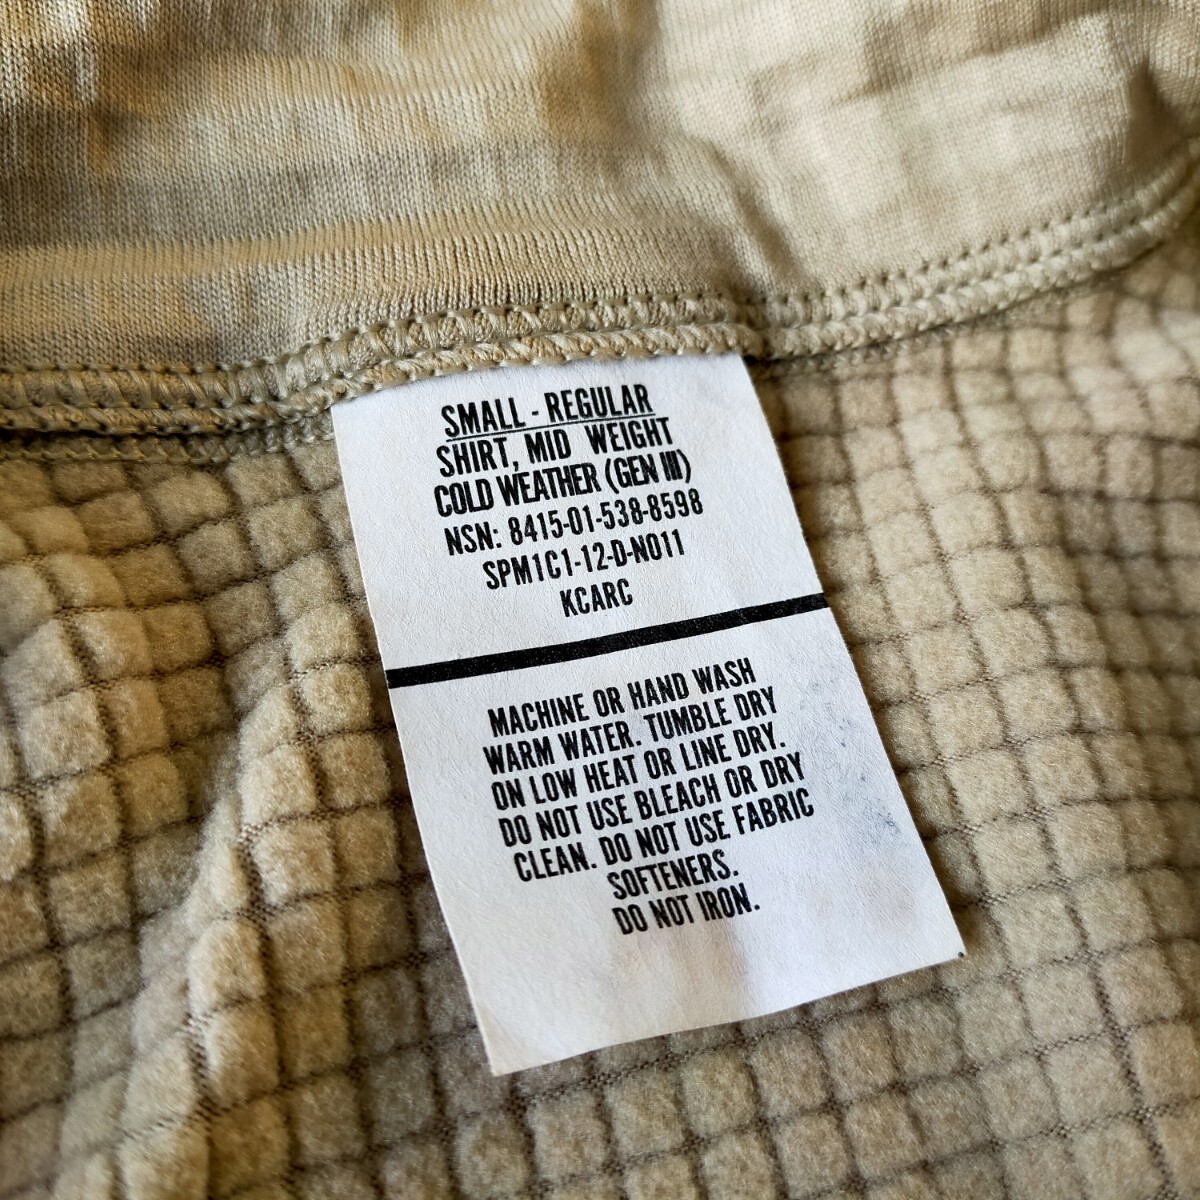 SMALL - REGULAR
SHIRT, MID WEIGHT
COLD WEATHER (GEN III)
NSN: 8415-01-538-8598
SPM1C1-12-D-N011
KCARC
MACHINE OR HAND WASH
WARM WATER. TUMBLE DRY
ON LOW HEAT OR LINE DRY.
DO NOT USE BLEACH OR DRY
CLEAN. DO NOT USE FABRIC
SOFTENERS.
DO NOT IRON.